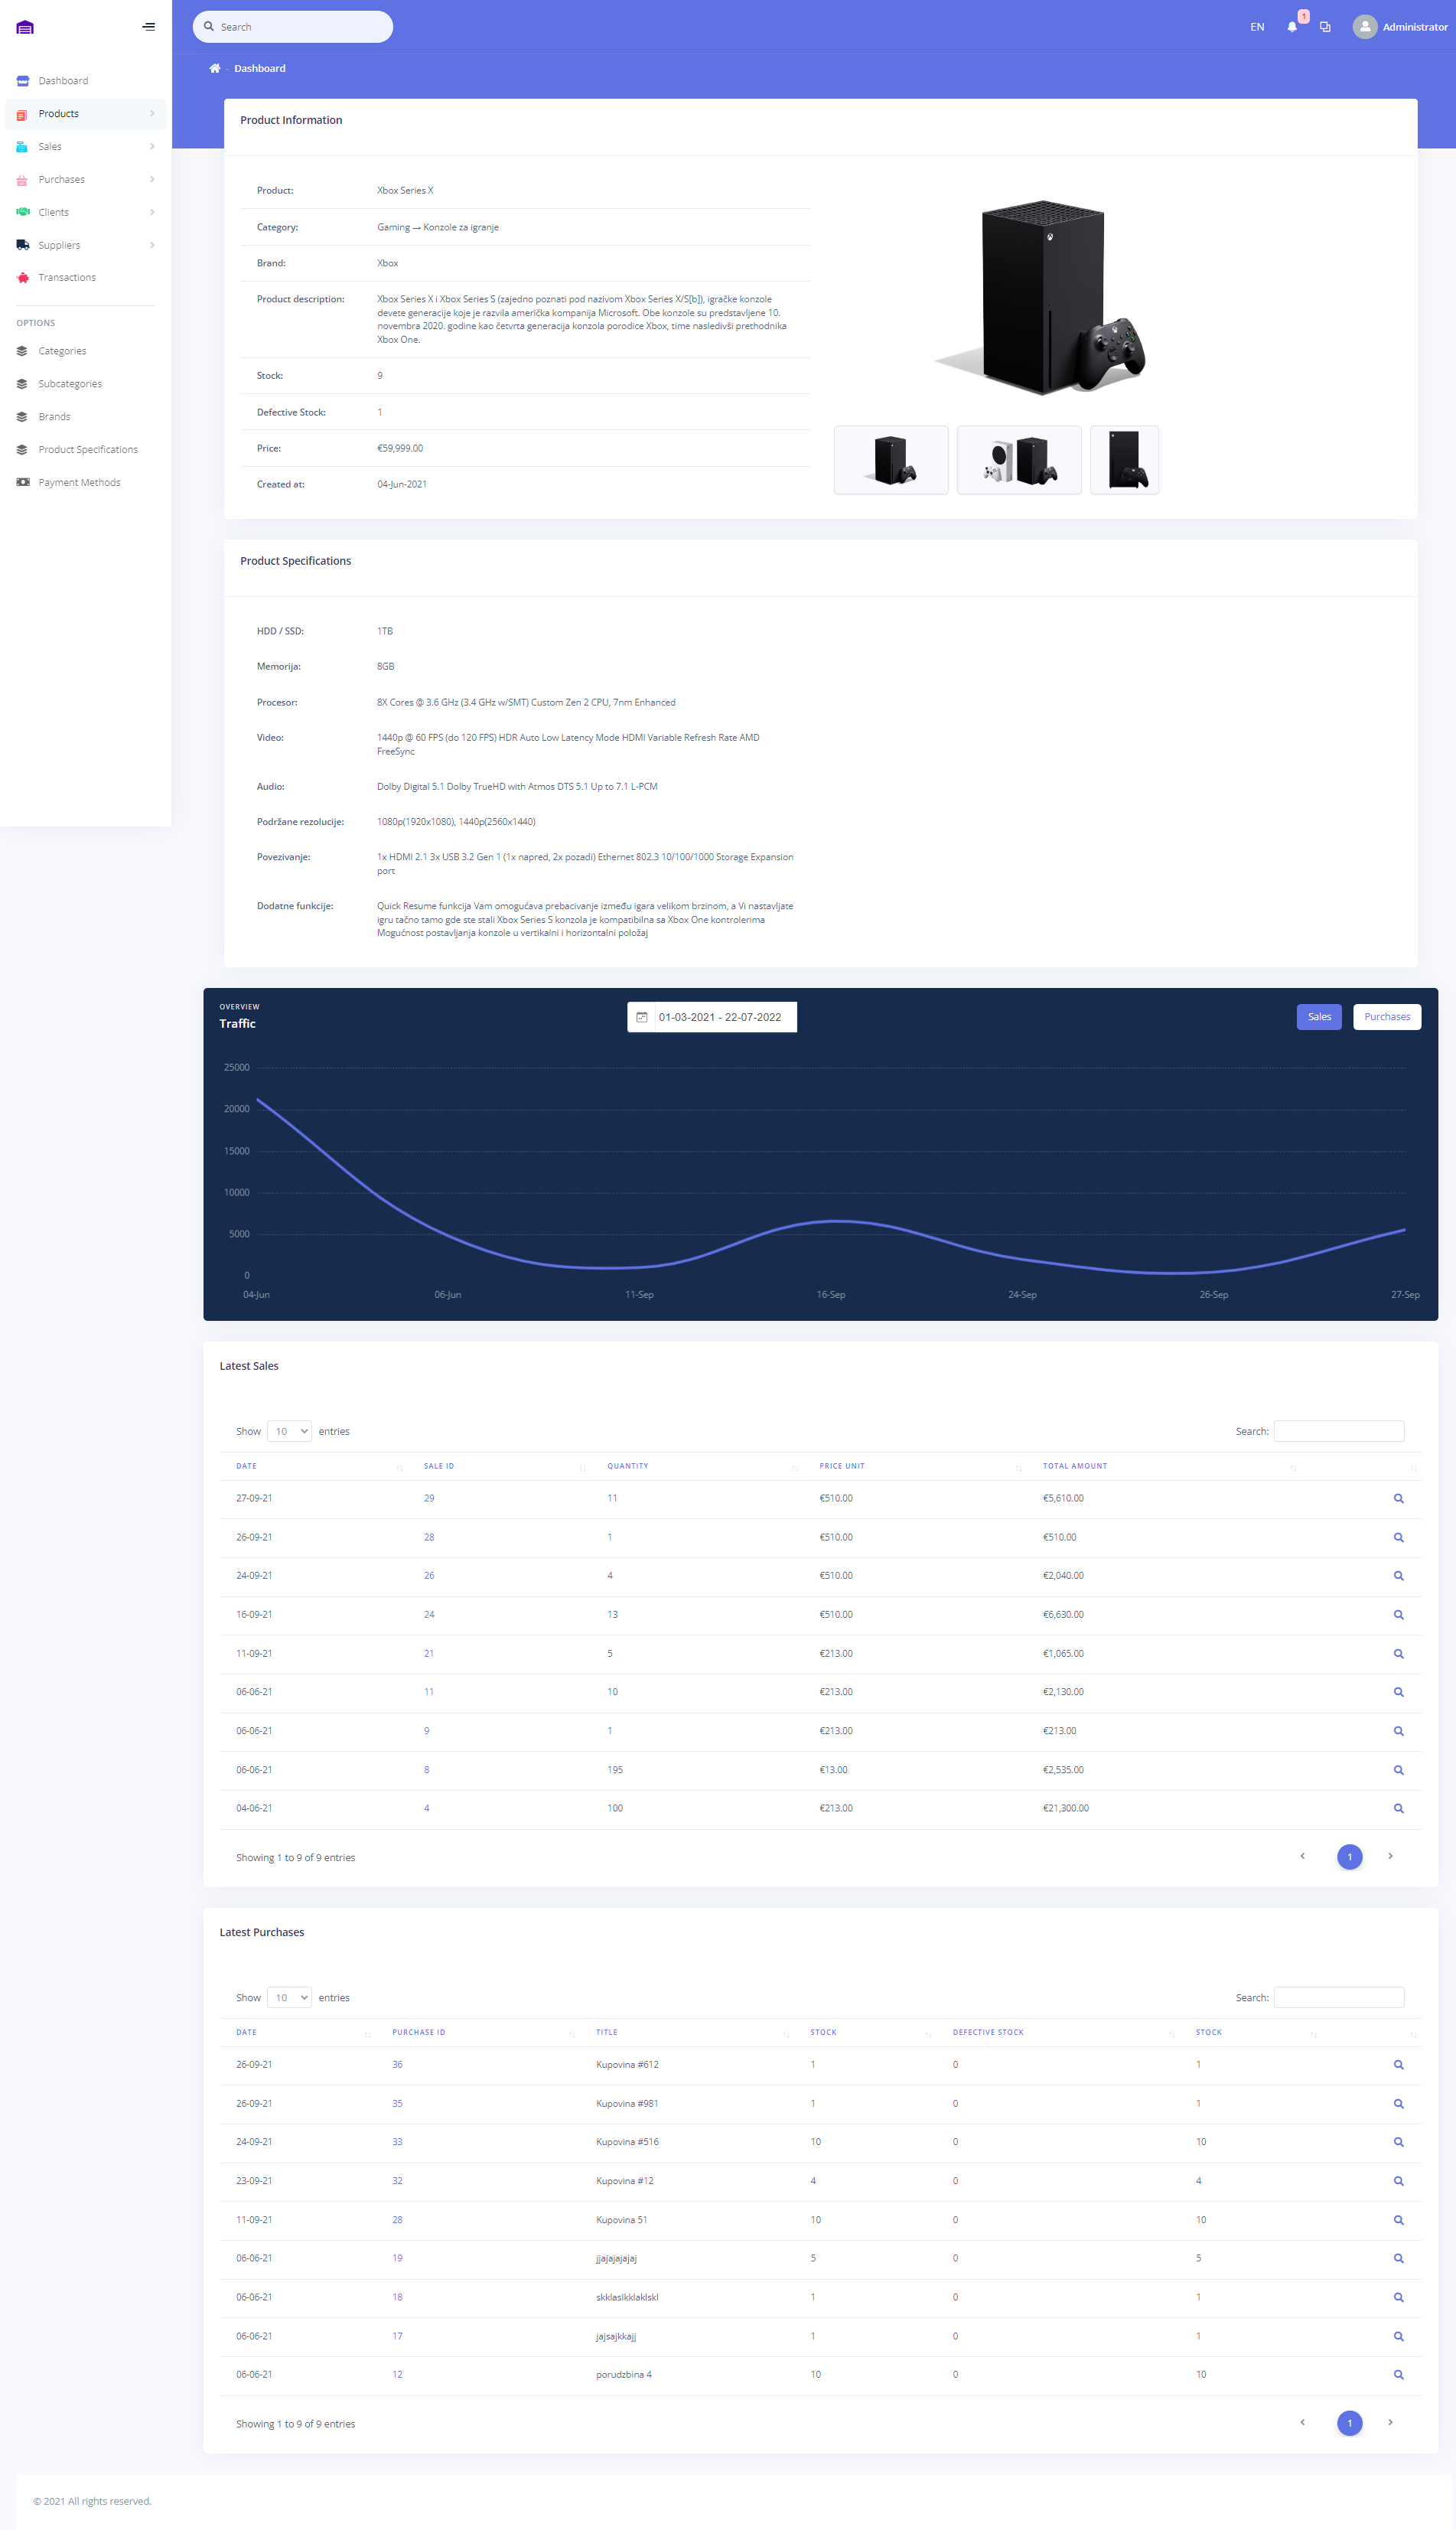 Search
EN
1
Administrator
Dashboard
Dashboard
Products
Sales
Purchases
Clients
Suppliers
Transactions
OPTIONS
Categories
Subcategories
Brands
Product Specifications
Payment Methods
Product Information
Product: Xbox Series X
Category: Gaming → Konzole za igranje
Brand: Xbox
Product description: Xbox Series X i Xbox Series S (zajedno poznati pod nazivom Xbox Series X/S[b]), igračke konzole
devete generacije koje je razvila američka kompanija Microsoft. Obe konzole su predstavljene 10.
novembra 2020. godine kao četvrta generacija konzola porodice Xbox, time nasledivši prethodnika
Xbox One.
Stock: 9
Defective Stock: 1
Price: €59,999.00
Created at: 04-Jun-2021
Product Specifications
HDD / SSD: 1TB
Memorija: 8GB
Procesor: 8X Cores @ 3.6 GHz (3.4 GHz w/SMT) Custom Zen 2 CPU, 7nm Enhanced
Video: 1440p @ 60 FPS (do 120 FPS) HDR Auto Low Latency Mode HDMI Variable Refresh Rate AMD
FreeSync
Audio: Dolby Digital 5.1 Dolby TrueHD with Atmos DTS 5.1 Up to 7.1 L-PCM
Podržane rezolucije: 1080p(1920x1080), 1440p(2560x1440)
Povezivanje: 1x HDMI 2.1 3x USB 3.2 Gen 1 (1x napred, 2x pozadi) Ethernet 802.3 10/100/1000 Storage Expansion
port
Dodatne funkcije: Quick Resume funkcija Vam omogućava prebacivanje između igara velikom brzinom, a Vi nastavljate
igru tačno tamo gde ste stali Xbox Series S konzola je kompatibilna sa Xbox One kontrolerima
Mogućnost postavljanja konzole u vertikalni i horizontalni položaj
OVERVIEW
Traffic
01-03-2021 - 22-07-2022
Sales Purchases
25000
20000
15000
10000
5000
0
04-Jun 06-Jun 11-Sep 16-Sep 24-Sep 26-Sep 27-Sep
Latest Sales
Show 10 entries Search:
DATE SALE ID QUANTITY PRICE UNIT TOTAL AMOUNT
27-09-21 29 11 €510.00 €5,610.00
26-09-21 28 1 €510.00 €510.00
24-09-21 26 4 €510.00 €2,040.00
16-09-21 24 13 €510.00 €6,630.00
11-09-21 21 5 €213.00 €1,065.00
06-06-21 11 10 €213.00 €2,130.00
06-06-21 9 1 €213.00 €213.00
06-06-21 8 195 €13.00 €2,535.00
04-06-21 4 100 €213.00 €21,300.00
Showing 1 to 9 of 9 entries 1
Latest Purchases
Show 10 entries Search:
DATE PURCHASE ID TITLE STOCK DEFECTIVE STOCK STOCK
26-09-21 36 Kupovina #612 1 0 1
26-09-21 35 Kupovina #981 1 0 1
24-09-21 33 Kupovina #516 10 0 10
23-09-21 32 Kupovina #12 4 0 4
11-09-21 28 Kupovina 51 10 0 10
06-06-21 19 jjajajajajaj 5 0 5
06-06-21 18 skklaslkklaklskl 1 0 1
06-06-21 17 jajsajkkajj 1 0 1
06-06-21 12 porudzbina 4 10 0 10
Showing 1 to 9 of 9 entries 1
© 2021 All rights reserved.